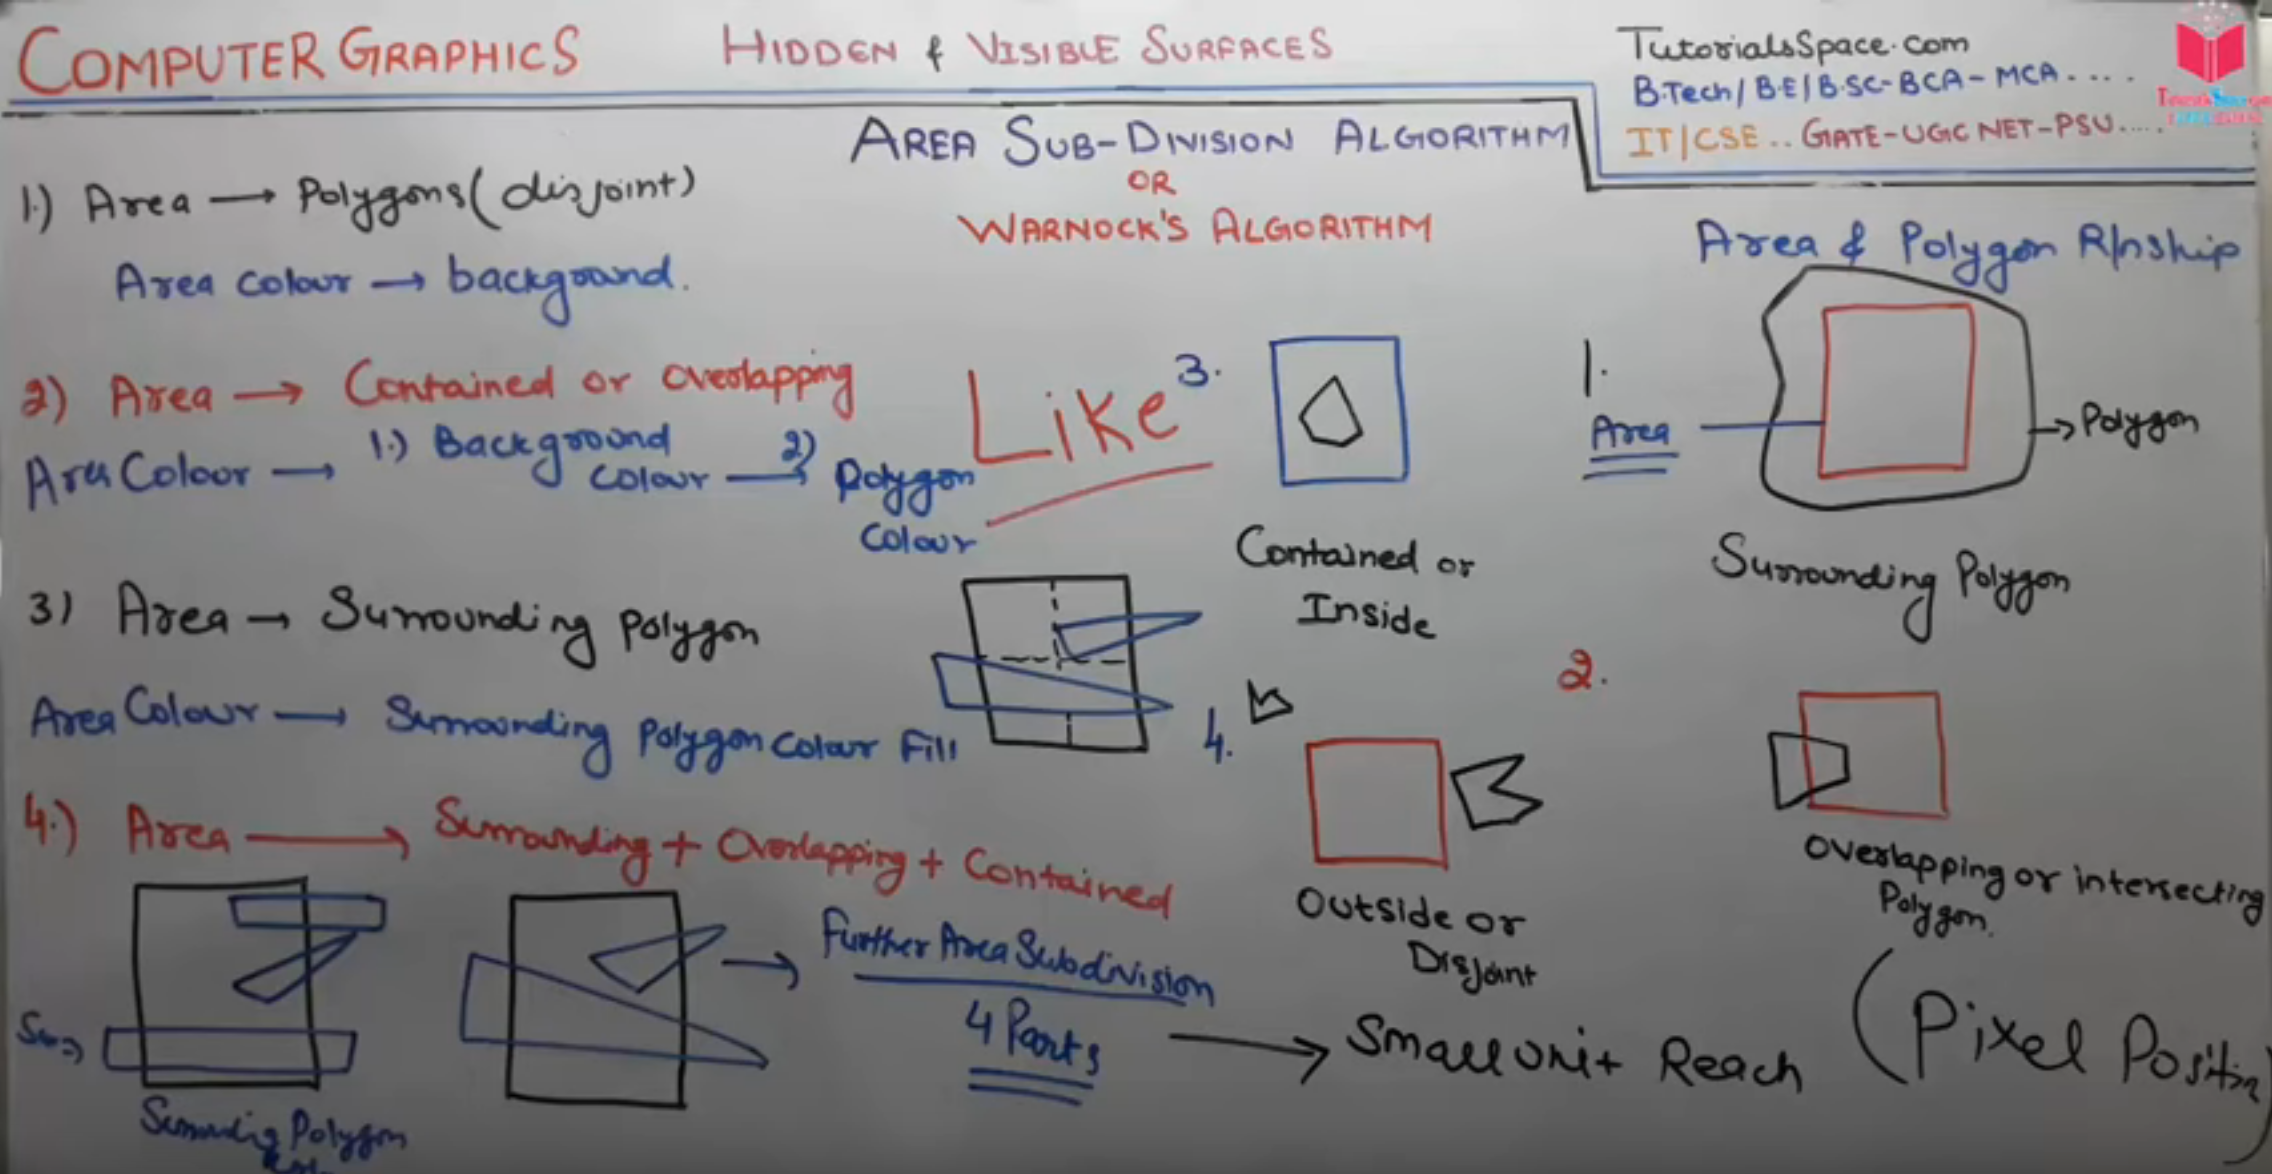 COMPUTER GRAPHICS
HIDDEN & VISIBLE SURFACES
TutorialsSpace.com
B.Tech/B.E/B.SC-BCA-MCA....
IT/CSE.. GATE-UGC NET-PSU.....
AREA SUB-DIVISION ALGORITHM
OR
WARNOCK'S ALGORITHM
1.) Area → Polygons (disjoint)
Area colour → background.
2) Area → Contained or overlapping
Area Colour → 1.) Background
colour → 2) Polygon
colour
3) Area → Surrounding polygon
Area Colour → Surrounding Polygon colour Fill
4.) Area → Surrounding + Overlapping + Contained
Surrounding Polygon
Further Area Subdivision
4 Parts
→ Small unit Reach (Pixel Position)
Like
3.
Contained or
Inside
4.
Outside or
Disjoint
Area & Polygon R/nship
1.
Area
→ Polygon
Surrounding Polygon
2.
Overlapping or intersecting
Polygon.